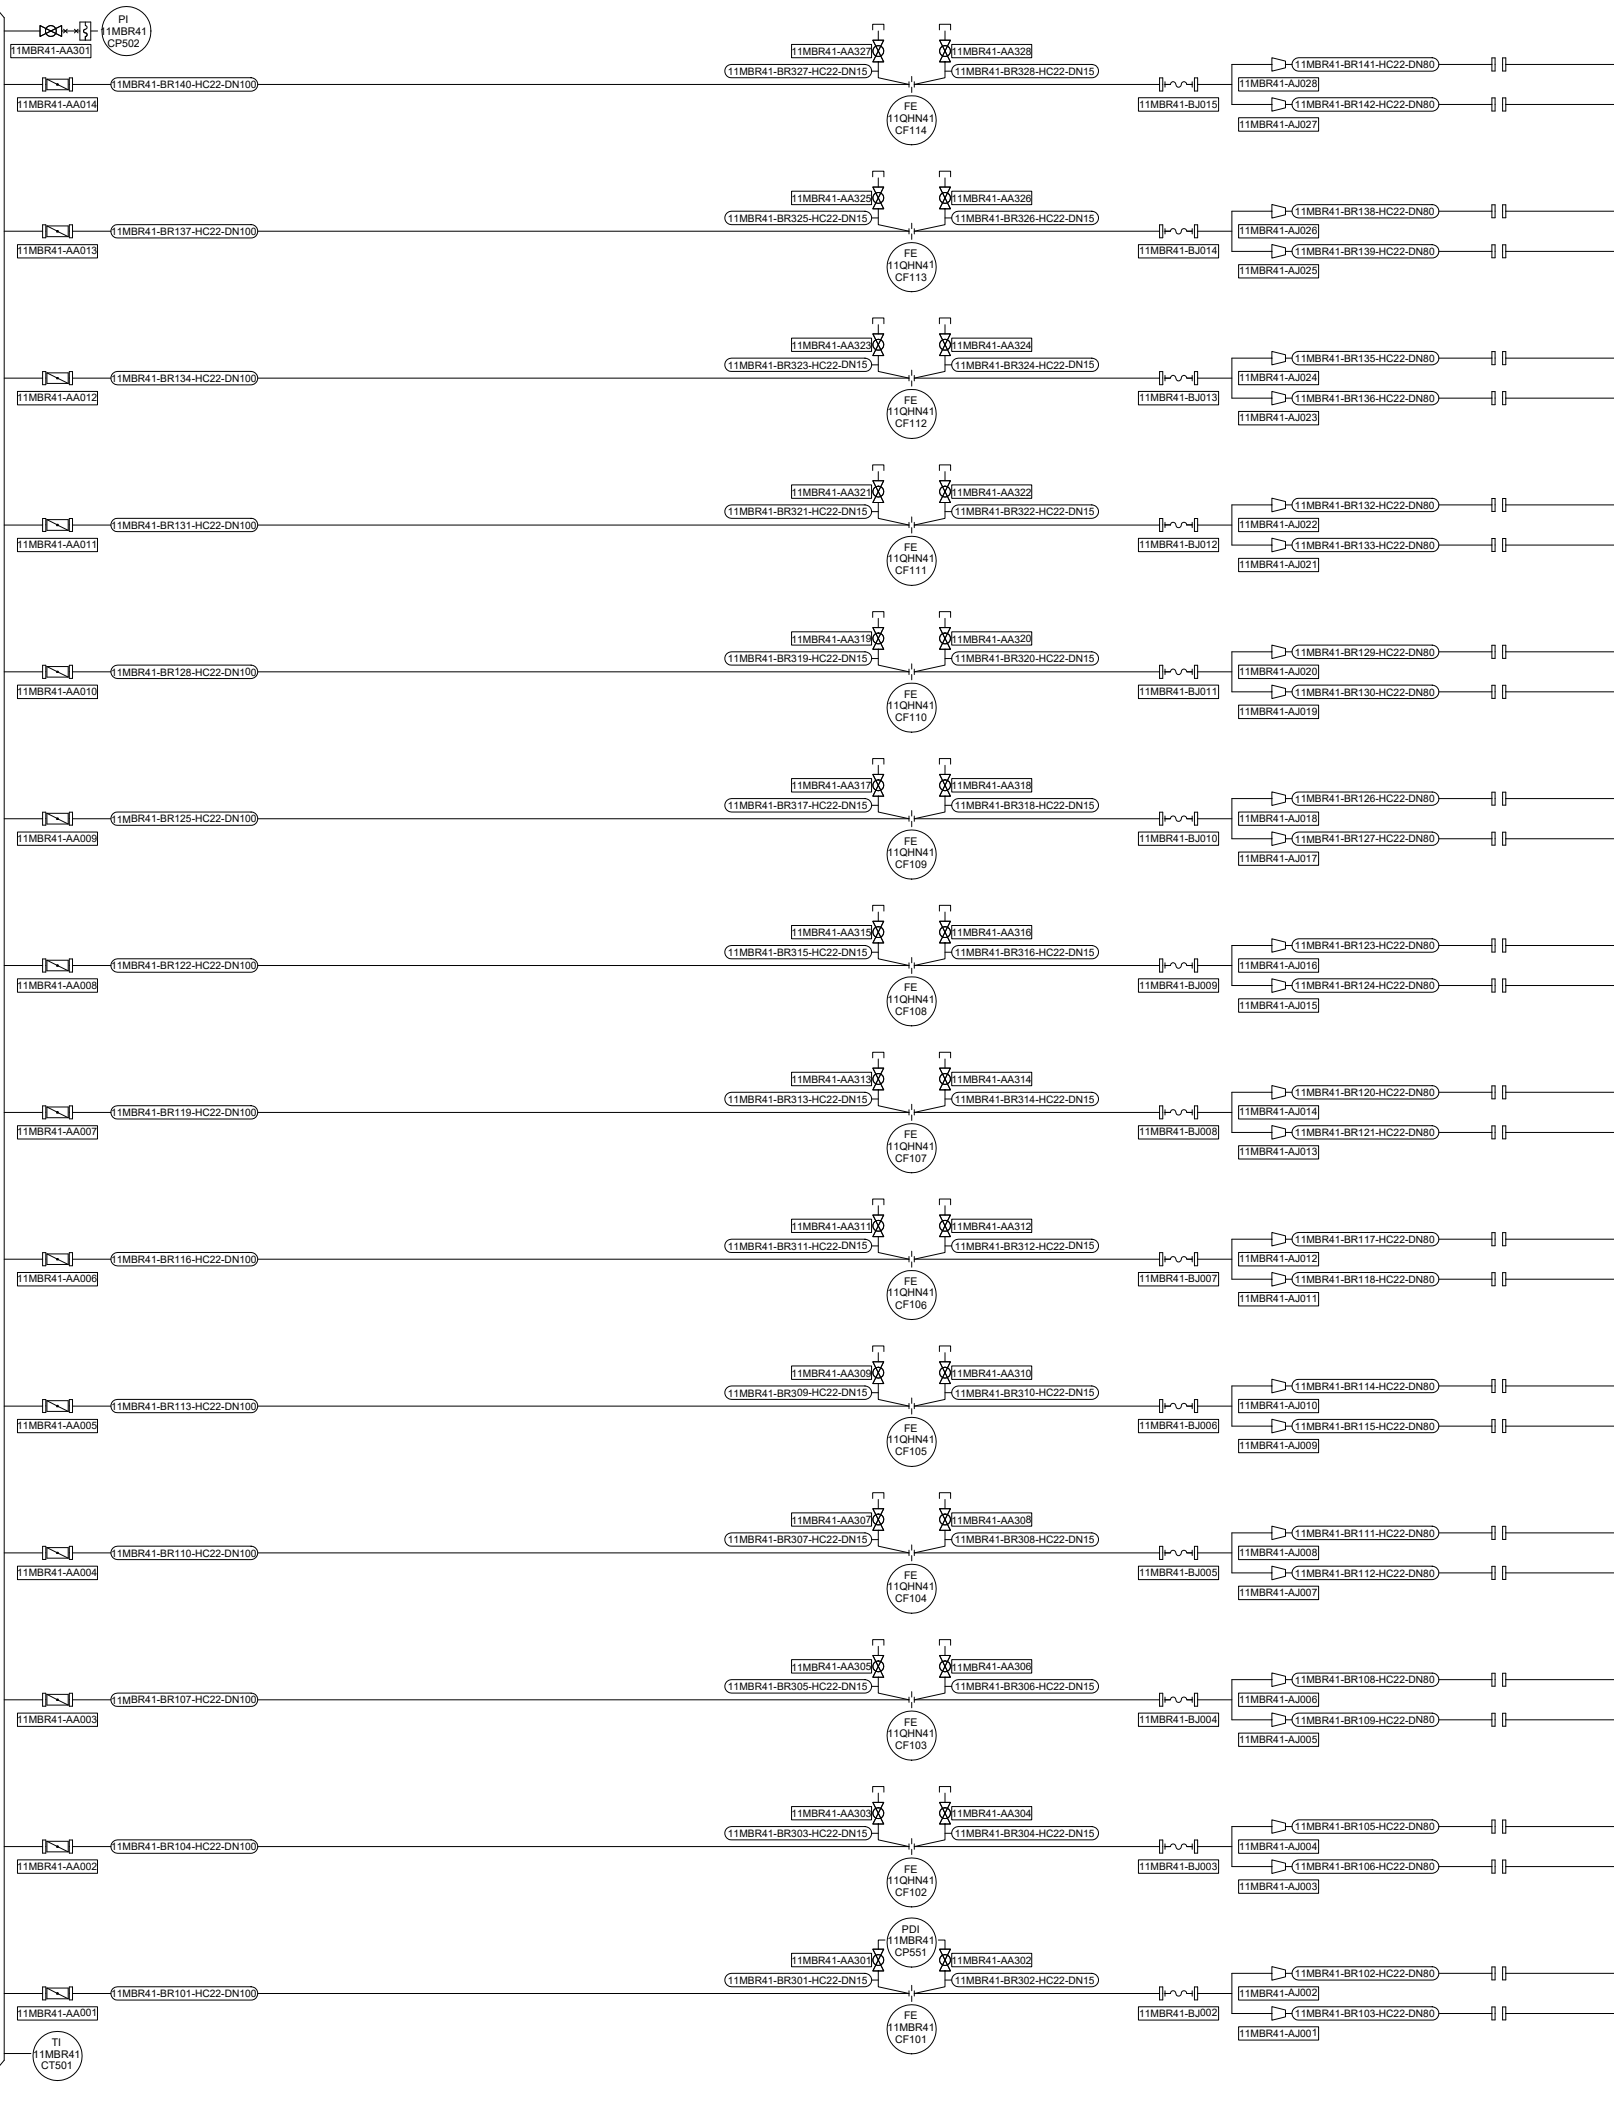 PI
11MBR41
CP502
11MBR41-AA301
11MBR41-AA327
11MBR41-AA328
11MBR41-BR327-HC22-DN15
11MBR41-BR328-HC22-DN15
11MBR41-BR141-HC22-DN80
11MBR41-BR140-HC22-DN100
11MBR41-AJ028
11MBR41-AA014
FE
11QHN41
CF114
11MBR41-BJ015
11MBR41-BR142-HC22-DN80
11MBR41-AJ027
11MBR41-AA325
11MBR41-AA326
11MBR41-BR325-HC22-DN15
11MBR41-BR326-HC22-DN15
11MBR41-BR138-HC22-DN80
11MBR41-BR137-HC22-DN100
11MBR41-AJ026
11MBR41-AA013
FE
11QHN41
CF113
11MBR41-BJ014
11MBR41-BR139-HC22-DN80
11MBR41-AJ025
11MBR41-AA323
11MBR41-AA324
11MBR41-BR323-HC22-DN15
11MBR41-BR324-HC22-DN15
11MBR41-BR135-HC22-DN80
11MBR41-BR134-HC22-DN100
11MBR41-AJ024
11MBR41-AA012
FE
11QHN41
CF112
11MBR41-BJ013
11MBR41-BR136-HC22-DN80
11MBR41-AJ023
11MBR41-AA321
11MBR41-AA322
11MBR41-BR321-HC22-DN15
11MBR41-BR322-HC22-DN15
11MBR41-BR132-HC22-DN80
11MBR41-BR131-HC22-DN100
11MBR41-AJ022
11MBR41-AA011
FE
11QHN41
CF111
11MBR41-BJ012
11MBR41-BR133-HC22-DN80
11MBR41-AJ021
11MBR41-AA319
11MBR41-AA320
11MBR41-BR319-HC22-DN15
11MBR41-BR320-HC22-DN15
11MBR41-BR129-HC22-DN80
11MBR41-BR128-HC22-DN100
11MBR41-AJ020
11MBR41-AA010
FE
11QHN41
CF110
11MBR41-BJ011
11MBR41-BR130-HC22-DN80
11MBR41-AJ019
11MBR41-AA317
11MBR41-AA318
11MBR41-BR317-HC22-DN15
11MBR41-BR318-HC22-DN15
11MBR41-BR126-HC22-DN80
11MBR41-BR125-HC22-DN100
11MBR41-AJ018
11MBR41-AA009
FE
11QHN41
CF109
11MBR41-BJ010
11MBR41-BR127-HC22-DN80
11MBR41-AJ017
11MBR41-AA315
11MBR41-AA316
11MBR41-BR315-HC22-DN15
11MBR41-BR316-HC22-DN15
11MBR41-BR123-HC22-DN80
11MBR41-BR122-HC22-DN100
11MBR41-AJ016
11MBR41-AA008
FE
11QHN41
CF108
11MBR41-BJ009
11MBR41-BR124-HC22-DN80
11MBR41-AJ015
11MBR41-AA313
11MBR41-AA314
11MBR41-BR313-HC22-DN15
11MBR41-BR314-HC22-DN15
11MBR41-BR120-HC22-DN80
11MBR41-BR119-HC22-DN100
11MBR41-AJ014
11MBR41-AA007
FE
11QHN41
CF107
11MBR41-BJ008
11MBR41-BR121-HC22-DN80
11MBR41-AJ013
11MBR41-AA311
11MBR41-AA312
11MBR41-BR311-HC22-DN15
11MBR41-BR312-HC22-DN15
11MBR41-BR117-HC22-DN80
11MBR41-BR116-HC22-DN100
11MBR41-AJ012
11MBR41-AA006
FE
11QHN41
CF106
11MBR41-BJ007
11MBR41-BR118-HC22-DN80
11MBR41-AJ011
11MBR41-AA309
11MBR41-AA310
11MBR41-BR309-HC22-DN15
11MBR41-BR310-HC22-DN15
11MBR41-BR114-HC22-DN80
11MBR41-BR113-HC22-DN100
11MBR41-AJ010
11MBR41-AA005
FE
11QHN41
CF105
11MBR41-BJ006
11MBR41-BR115-HC22-DN80
11MBR41-AJ009
11MBR41-AA307
11MBR41-AA308
11MBR41-BR307-HC22-DN15
11MBR41-BR308-HC22-DN15
11MBR41-BR111-HC22-DN80
11MBR41-BR110-HC22-DN100
11MBR41-AJ008
11MBR41-AA004
FE
11QHN41
CF104
11MBR41-BJ005
11MBR41-BR112-HC22-DN80
11MBR41-AJ007
11MBR41-AA305
11MBR41-AA306
11MBR41-BR305-HC22-DN15
11MBR41-BR306-HC22-DN15
11MBR41-BR108-HC22-DN80
11MBR41-BR107-HC22-DN100
11MBR41-AJ006
11MBR41-AA003
FE
11QHN41
CF103
11MBR41-BJ004
11MBR41-BR109-HC22-DN80
11MBR41-AJ005
11MBR41-AA303
11MBR41-AA304
11MBR41-BR303-HC22-DN15
11MBR41-BR304-HC22-DN15
11MBR41-BR105-HC22-DN80
11MBR41-BR104-HC22-DN100
11MBR41-AJ004
11MBR41-AA002
FE
11QHN41
CF102
11MBR41-BJ003
11MBR41-BR106-HC22-DN80
11MBR41-AJ003
PDI
11MBR41
CP551
11MBR41-AA301
11MBR41-AA302
11MBR41-BR301-HC22-DN15
11MBR41-BR302-HC22-DN15
11MBR41-BR102-HC22-DN80
11MBR41-BR101-HC22-DN100
11MBR41-AJ002
11MBR41-AA001
FE
11MBR41
CF101
11MBR41-BJ002
11MBR41-BR103-HC22-DN80
11MBR41-AJ001
TI
11MBR41
CT501